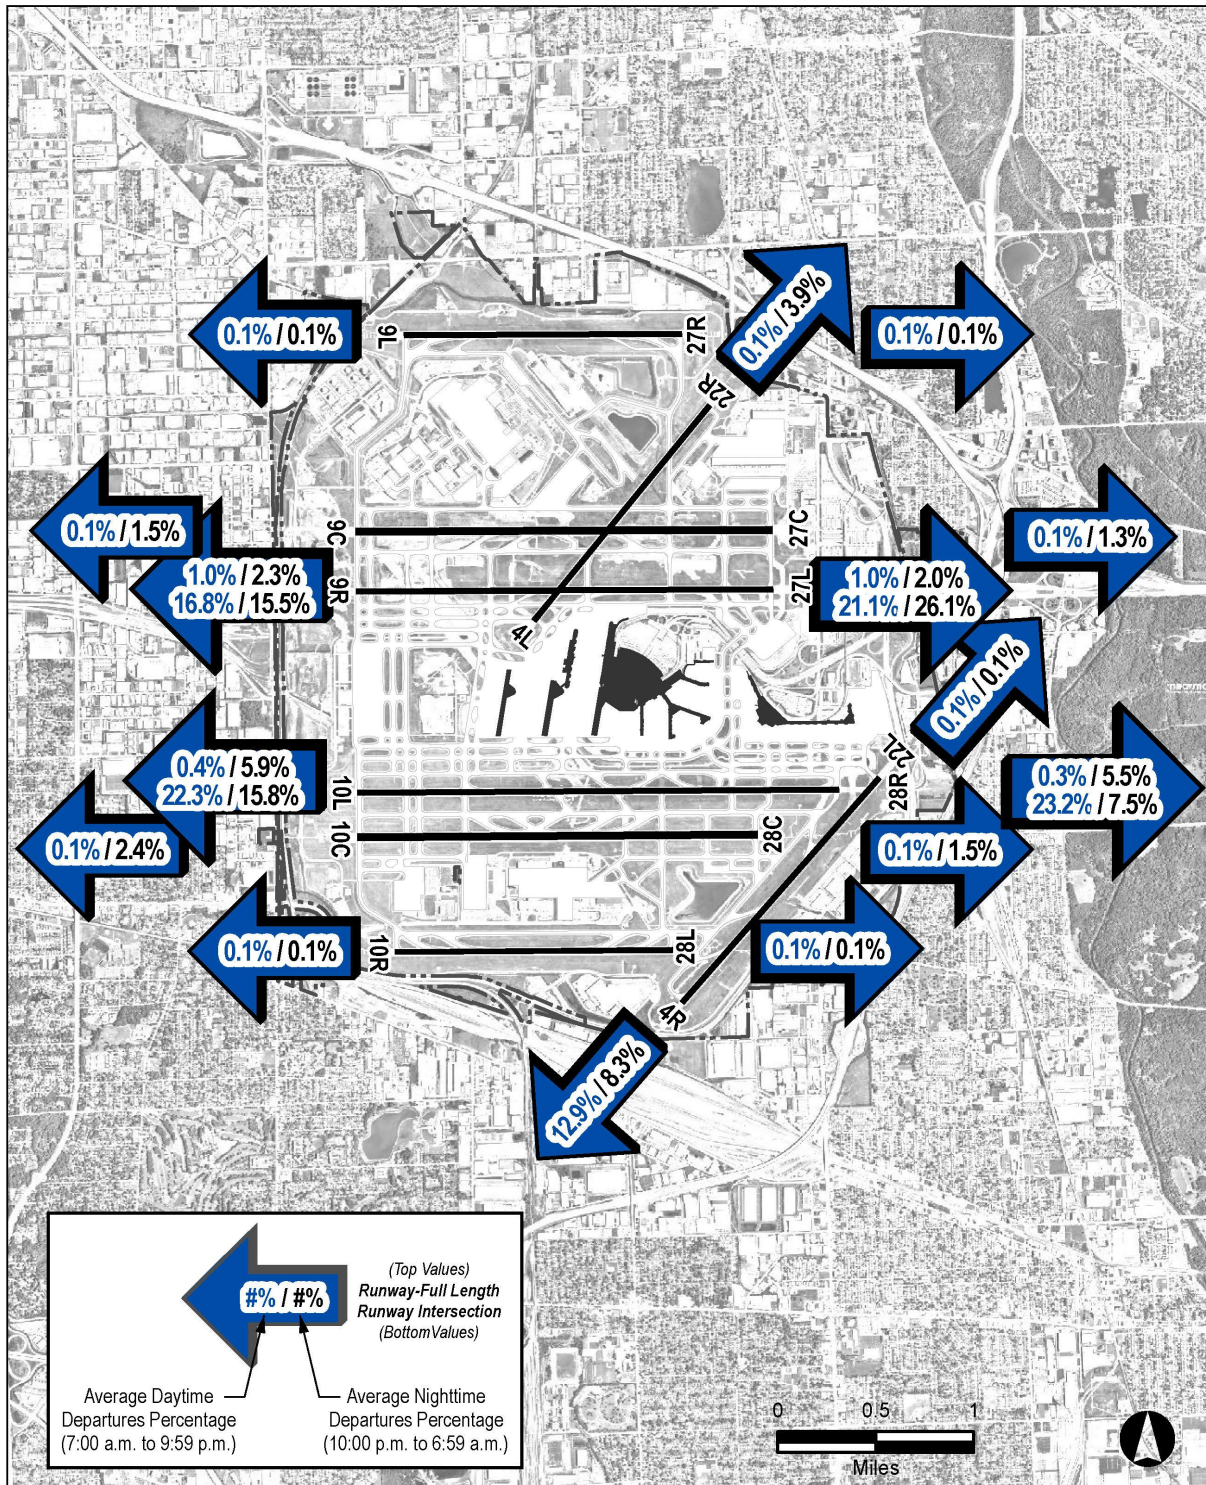 0.1% / 3.9%
0.1% / 0.1%
0.1% / 0.1%
9L
27R
22R
0.1% / 1.5%
9C
27C
0.1% / 1.3%
1.0% / 2.3%
16.8% / 15.5%
9R
27L
1.0% / 2.0%
21.1% / 26.1%
4L
0.1% / 0.1%
22L
0.4% / 5.9%
22.3% / 15.8%
10L
28R
0.3% / 5.5%
23.2% / 7.5%
0.1% / 2.4%
10C
28C
0.1% / 1.5%
0.1% / 0.1%
10R
28L
0.1% / 0.1%
4R
12.9% / 8.3%
#% / #%
(Top Values)
Runway-Full Length
Runway Intersection
(BottomValues)
Average Daytime
Departures Percentage
(7:00 a.m. to 9:59 p.m.)
Average Nighttime
Departures Percentage
(10:00 p.m. to 6:59 a.m.)
0
0.5
1
Miles